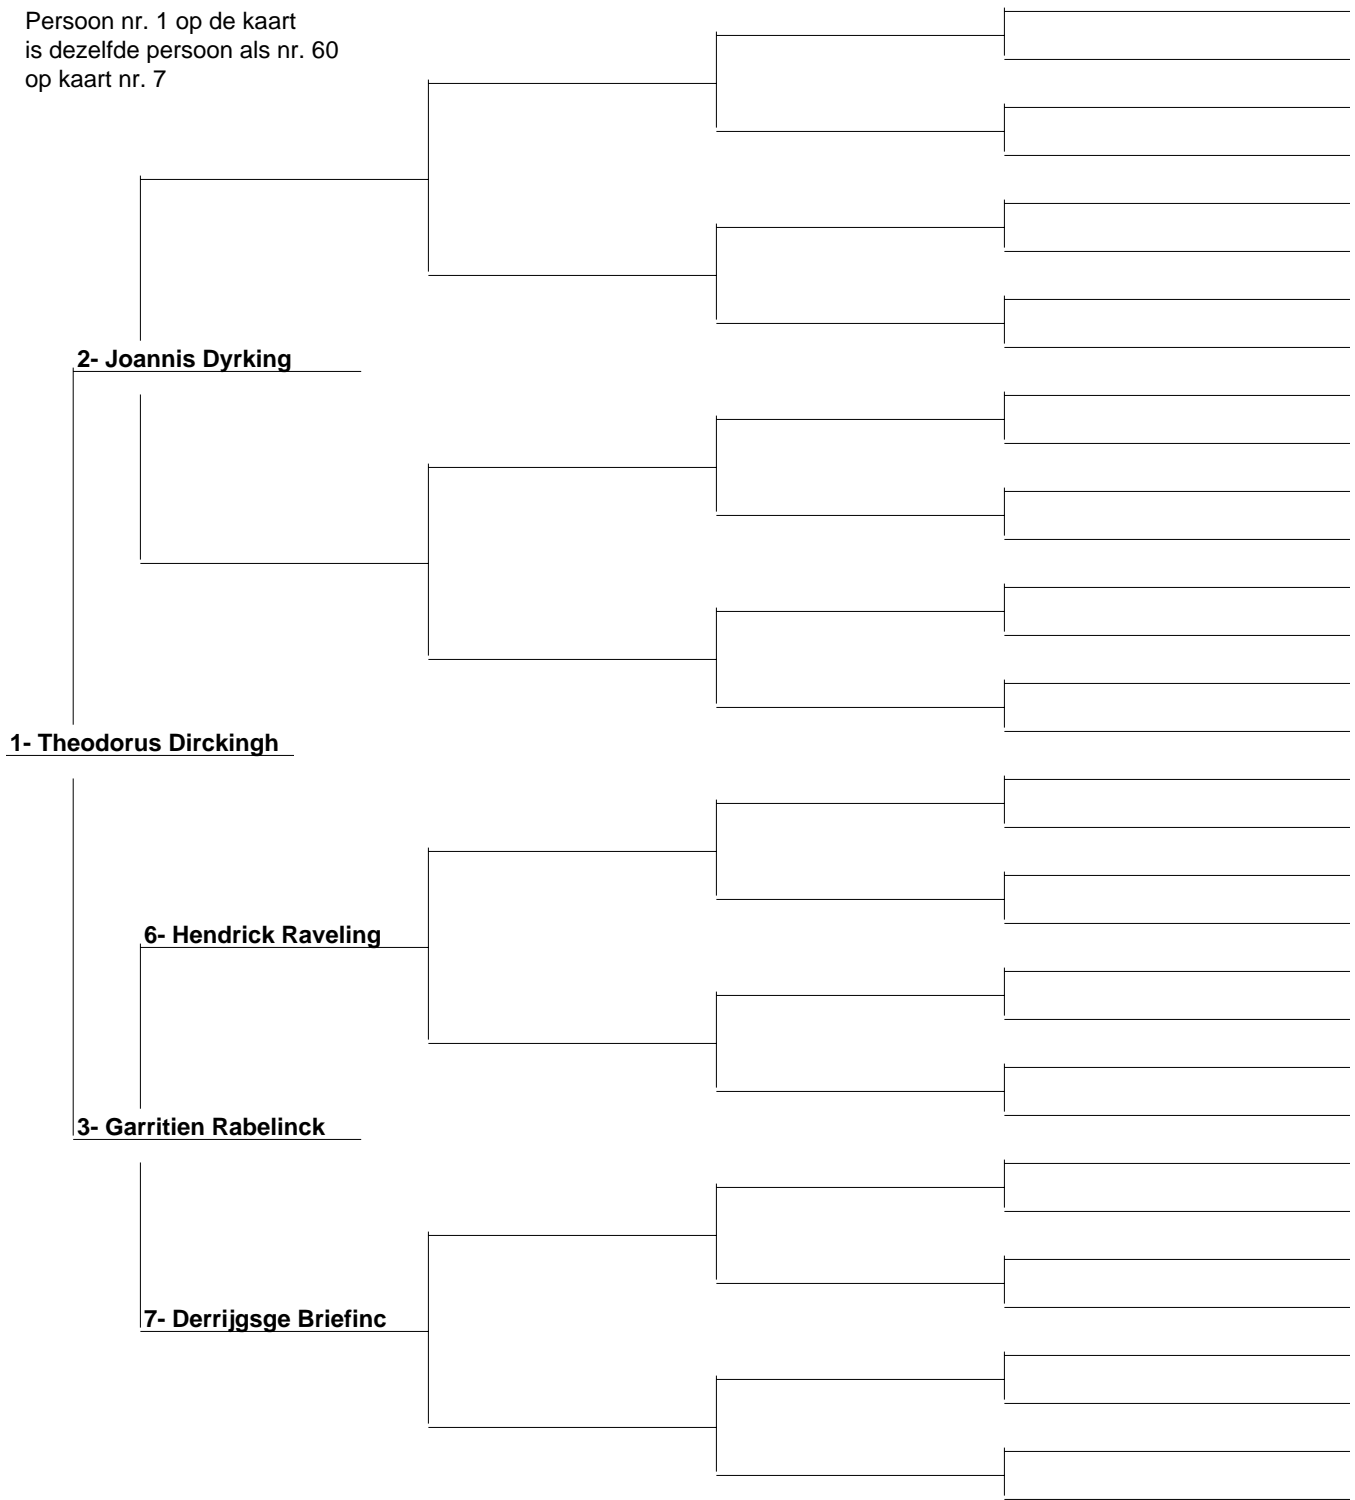 Persoon nr. 1 op de kaart
is dezelfde persoon als nr. 60
op kaart nr. 7
2- Joannis Dyrking
1- Theodorus Dirckingh
6- Hendrick Raveling
3- Garritien Rabelinck
7- Derrijgsge Briefinc